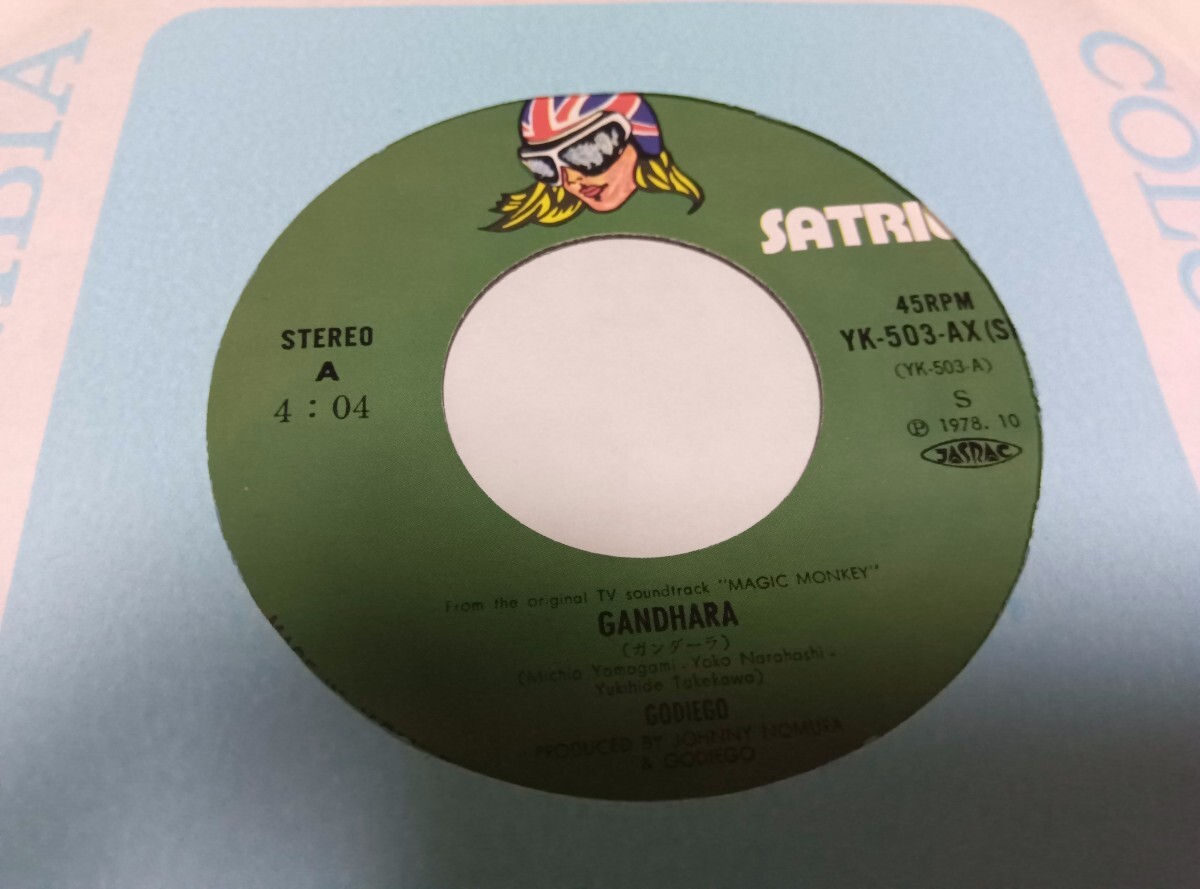 SATRI
STEREO
A
4 : 04
45RPM
YK-503-AX (S
(YK-503-A)
S
Ⓟ 1978. 10
JASRAC
From the original TV soundtrack "MAGIC MONKEY"
GANDHARA
(ガンダーラ)
(Michio Yamagami - Yoko Narahashi -
Yukihide Takekawa)
GODIEGO
PRODUCED BY JOHNNY NOMURA
& GODIEGO